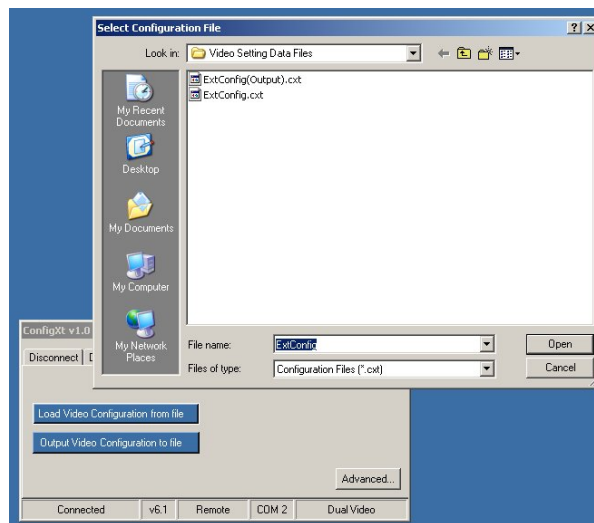 Select Configuration File
Look in:
Video Setting Data Files
ExtConfig(Output).cxt
ExtConfig.cxt
My Recent
Documents
Desktop
My Documents
My Computer
My Network
Places
File name:
ExtConfig
Open
Files of type:
Configuration Files (*.cxt)
Cancel
ConfigXt v1.0
Disconnect
Load Video Configuration from file
Output Video Configuration to file
Advanced...
Connected
v6.1
Remote
COM 2
Dual Video